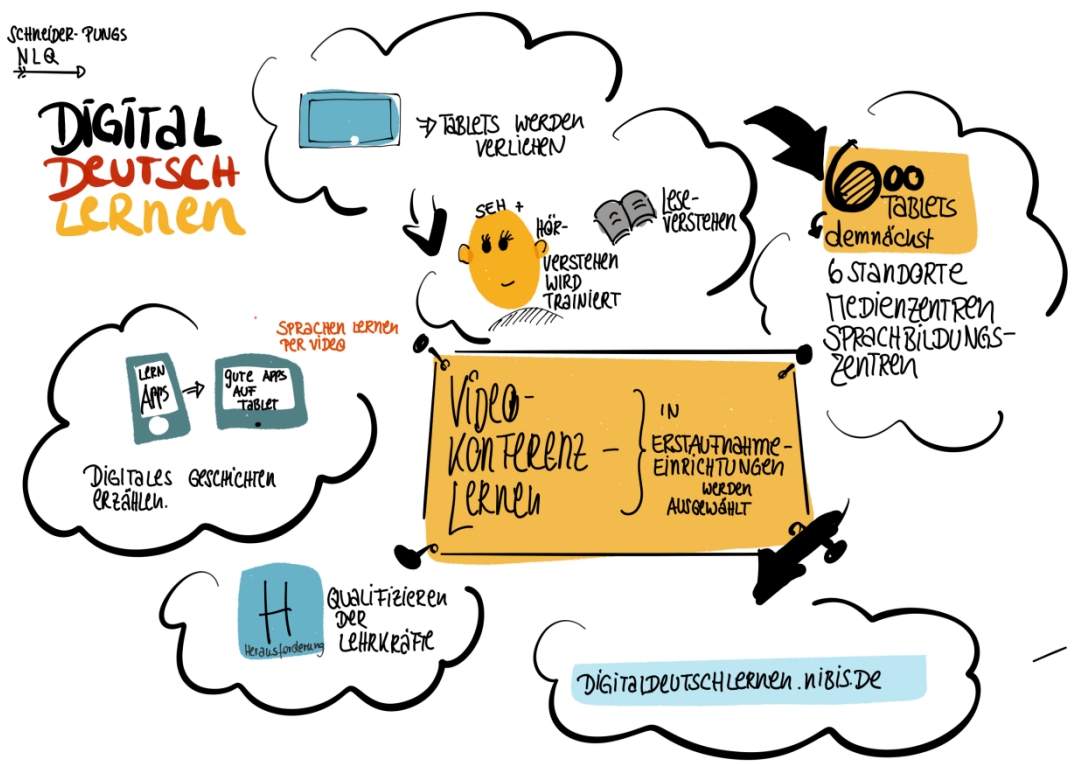 SCHNEIDER-PUNGS
NLQ
DIGITAL
DEUTSCH
LERNEN
TABLETS WERDEN
VERLIEHEN
SEH +
HÖR-
VERSTEHEN
WIRD
TRAINIERT
LESE-
VERSTEHEN
600
TABLETS
demnächst
6 STANDORTE
MEDIENZENTREN
SPRACHBILDUNGS-
ZENTREN
SPRACHEN LERNEN
PER VIDEO
LERN
APPS
GUTE APPS
AUF
TABLET
DIGITALES GESCHICHTEN
ERZÄHLEN.
VIDEO-
KONFERENZ-
LERNEN
IN
ERSTAUFNAHME-
EINRICHTUNGEN
WERDEN
AUSGEWÄHLT
H
Herausforderung
QUALIFIZIEREN
DER
LEHRKRÄFTE
DIGITALDEUTSCHLERNEN.NIBIS.DE